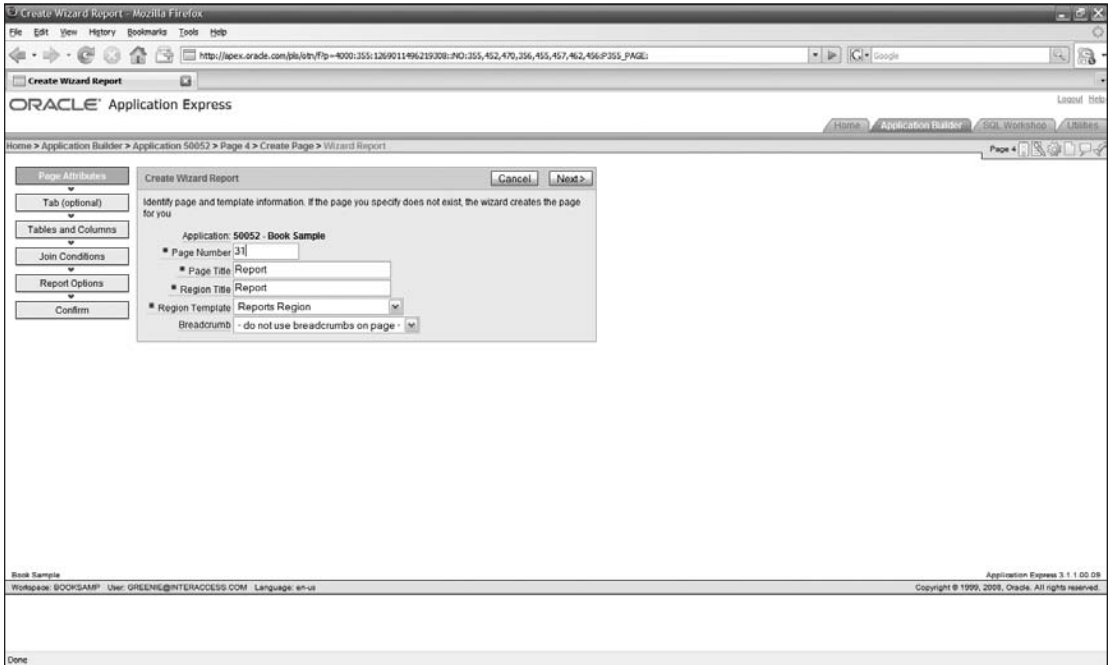 Create Wizard Report - Mozilla Firefox
File Edit View History Bookmarks Tools Help
http://apex.oracle.com/pls/otn/f?p=4000:355:1269011496219308::NO:355,452,470,356,455,457,462,456:P355_PAGE:
Google
Create Wizard Report
ORACLE Application Express
Logout Help
Home Application Builder SQL Workshop Utilities
Home > Application Builder > Application 50052 > Page 4 > Create Page > Wizard Report
Page 4
Page Attributes
Tab (optional)
Tables and Columns
Join Conditions
Report Options
Confirm
Create Wizard Report
Cancel Next >
Identify page and template information. If the page you specify does not exist, the wizard creates the page
for you
Application: 50052 - Book Sample
* Page Number 31
* Page Title Report
* Region Title Report
* Region Template Reports Region
Breadcrumb - do not use breadcrumbs on page -
Book Sample
Application Express 3.1.1.00.09
Workspace: BOOKSAMP User: GREENIE@INTERACCESS.COM Language: en-us
Copyright © 1999, 2008, Oracle. All rights reserved.
Done